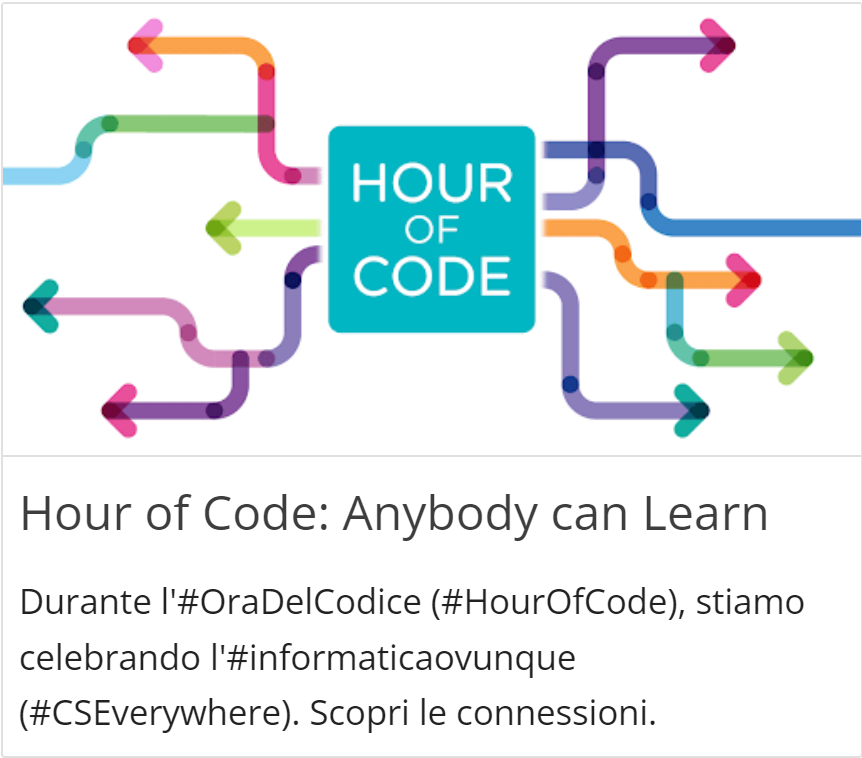 HOUR
OF
CODE
Hour of Code: Anybody can Learn
Durante l'#OraDelCodice (#HourOfCode), stiamo
celebrando l'#informaticaovunque
(#CSEverywhere). Scopri le connessioni.